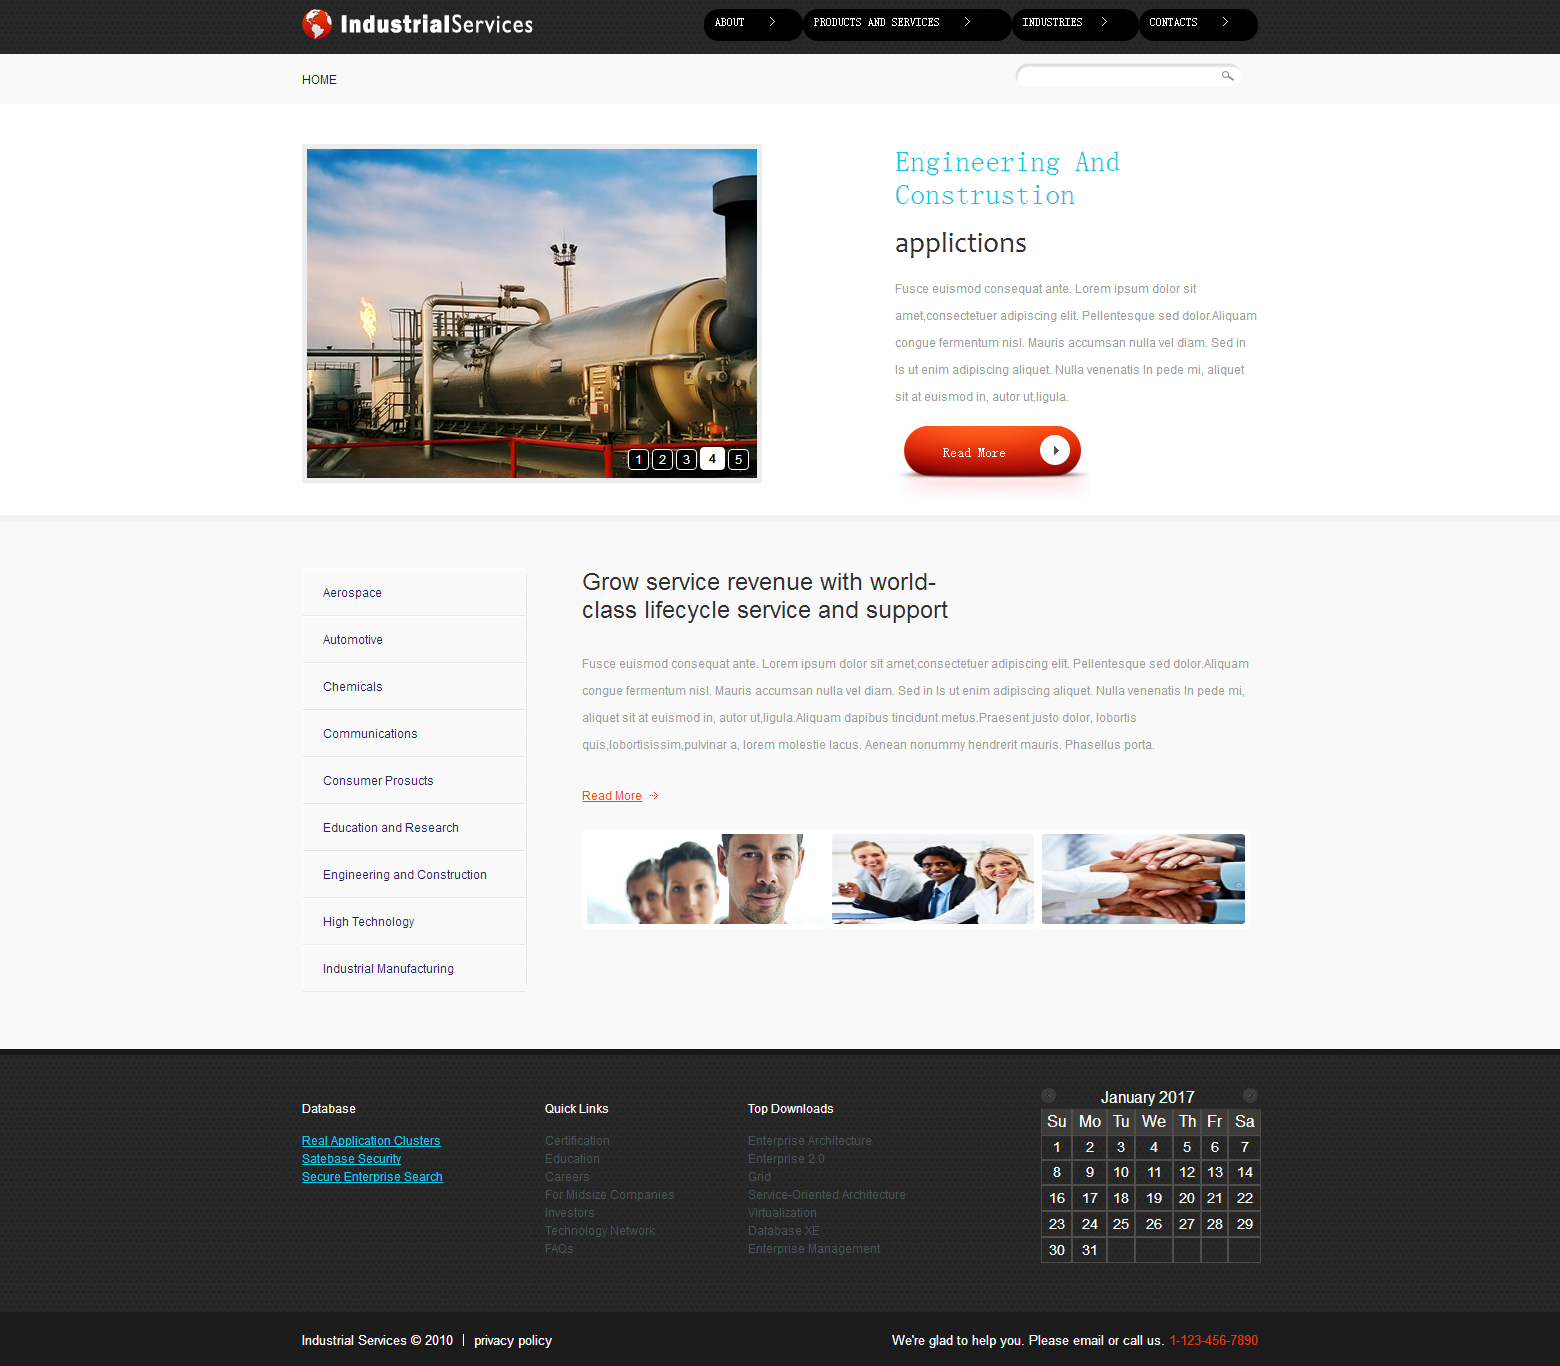 IndustrialServices
ABOUT
PRODUCTS AND SERVICES
INDUSTRIES
CONTACTS
HOME
Engineering And
Construstion
applictions
Fusce euismod consequat ante. Lorem ipsum dolor sit
amet,consectetuer adipiscing elit. Pellentesque sed dolor.Aliquam
congue fermentum nisl. Mauris accumsan nulla vel diam. Sed in
ls ut enim adipiscing aliquet. Nulla venenatis In pede mi, aliquet
sit at euismod in, autor ut,ligula.
1 2 3 4 5
Read More
Aerospace
Automotive
Chemicals
Communications
Consumer Prosucts
Education and Research
Engineering and Construction
High Technology
Industrial Manufacturing
Grow service revenue with world-
class lifecycle service and support
Fusce euismod consequat ante. Lorem ipsum dolor sit amet,consectetuer adipiscing elit. Pellentesque sed dolor.Aliquam
congue fermentum nisl. Mauris accumsan nulla vel diam. Sed in ls ut enim adipiscing aliquet. Nulla venenatis In pede mi,
aliquet sit at euismod in, autor ut,ligula.Aliquam dapibus tincidunt metus.Praesent justo dolor, lobortis
quis,lobortisissim,pulvinar a, lorem molestie lacus. Aenean nonummy hendrerit mauris. Phasellus porta.
Read More
Database
Real Application Clusters
Satebase Security
Secure Enterprise Search
Quick Links
Certification
Education
Careers
For Midsize Companies
Investors
Technology Network
FAQs
Top Downloads
Enterprise Architecture
Enterprise 2.0
Grid
Service-Oriented Architecture
Virtualization
Database XE
Enterprise Management
January 2017
Su Mo Tu We Th Fr Sa
1 2 3 4 5 6 7
8 9 10 11 12 13 14
16 17 18 19 20 21 22
23 24 25 26 27 28 29
30 31
Industrial Services © 2010 | privacy policy
We're glad to help you. Please email or call us. 1-123-456-7890